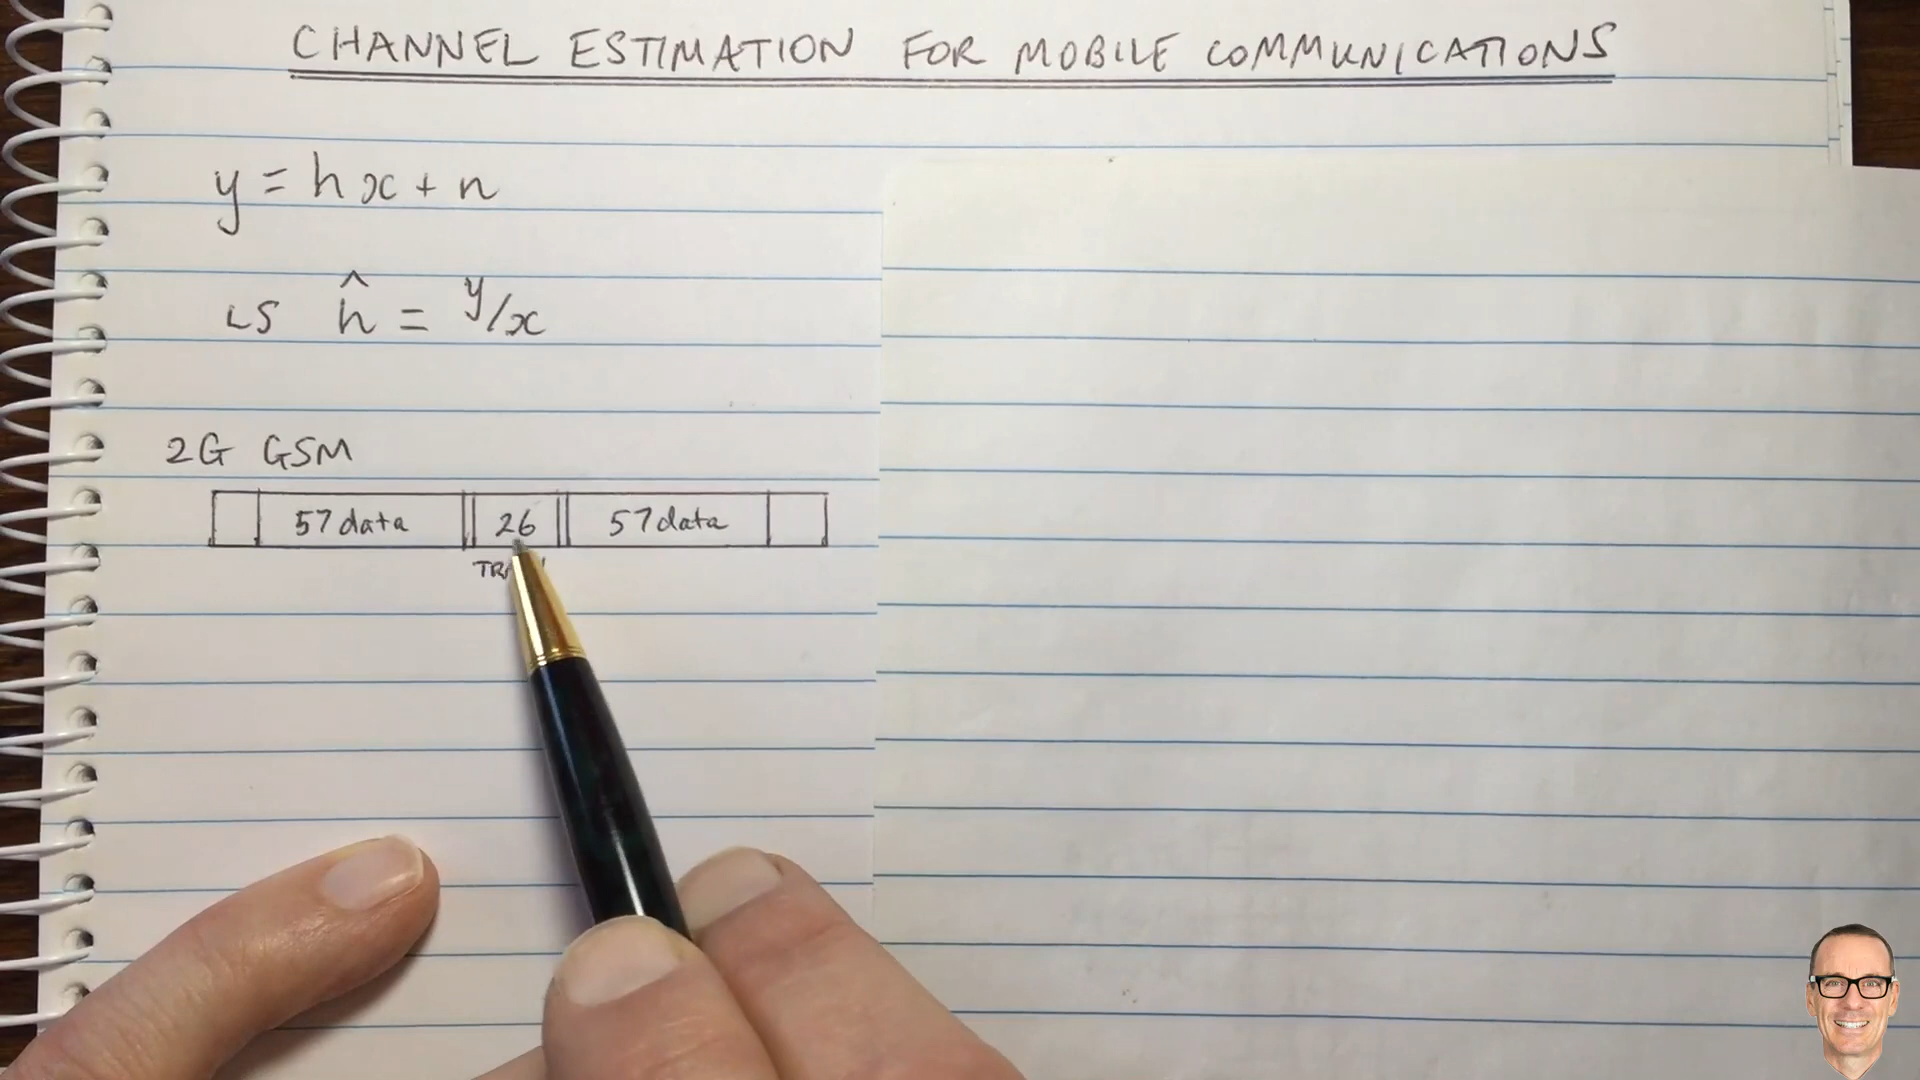 CHANNEL ESTIMATION FOR MOBILE COMMUNICATIONS
y = hx + n
LS ĥ = y/x
2G GSM
57data 26 57data